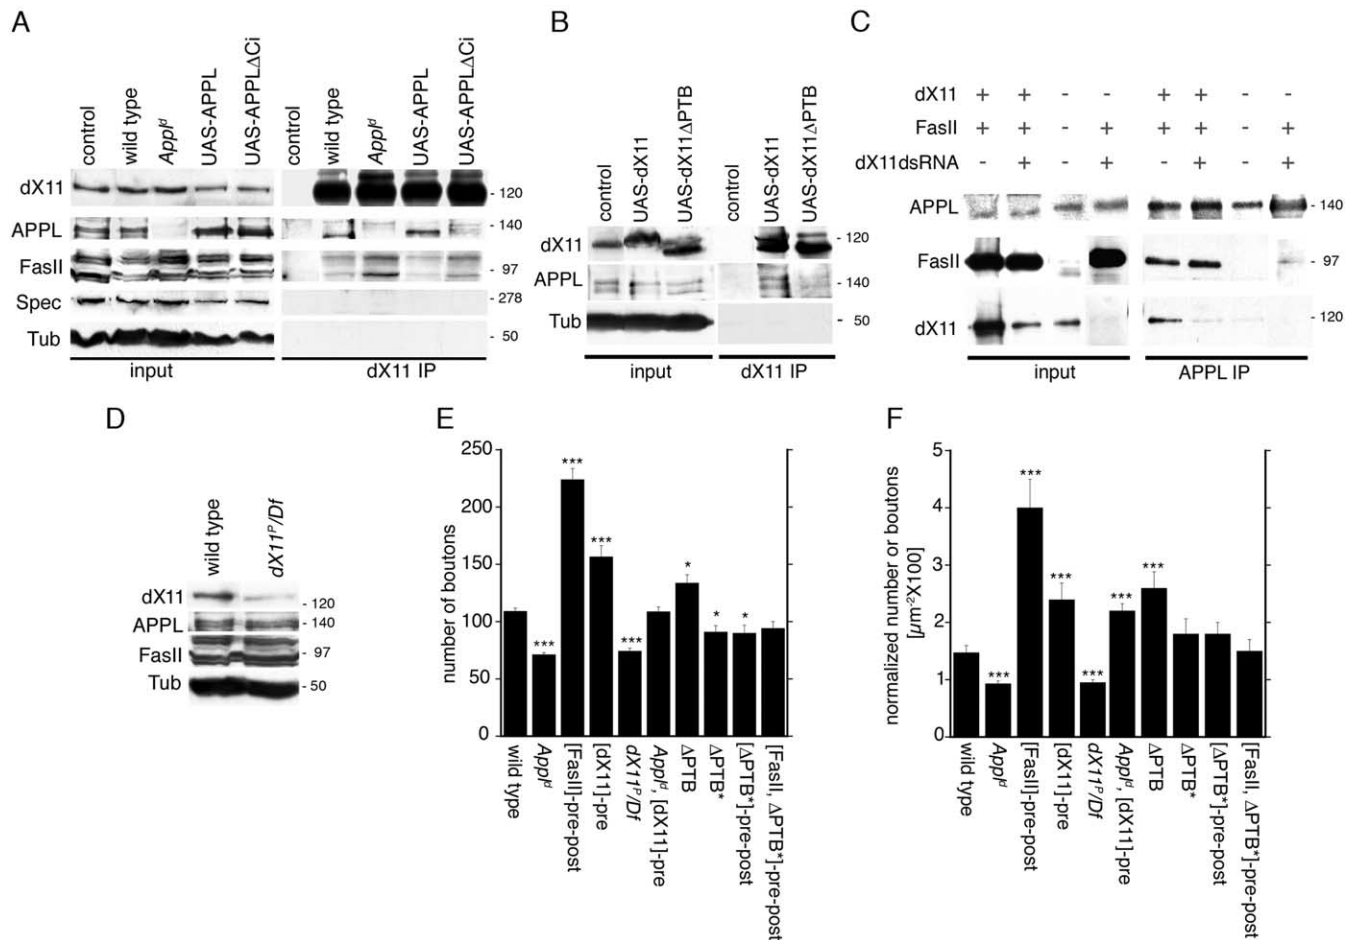 A
control
wild type
Appl^d
UAS-APPL
UAS-APPLΔCi
control
wild type
Appl^d
UAS-APPL
UAS-APPLΔCi
dX11
- 120
APPL
- 140
FasII
- 97
Spec
- 278
Tub
- 50
input
dX11 IP
B
control
UAS-dX11
UAS-dX11ΔPTB
control
UAS-dX11
UAS-dX11ΔPTB
dX11
- 120
APPL
- 140
Tub
- 50
input
dX11 IP
C
dX11 + + - - + + - -
FasII + + - + + + - +
dX11dsRNA - + - + - + - +
APPL
- 140
FasII
- 97
dX11
120
input
APPL IP
D
wild type
dX11^P/Df
dX11
- 120
APPL
- 140
FasII
- 97
Tub
- 50
E
number of boutons
250
200
150
100
50
0
***
***
***
***
*
*
*
wild type
Appl^d
[FasII]-pre-post
[dX11]-pre
dX11^P/Df
Appl^d, [dX11]-pre
ΔPTB
ΔPTB*
[ΔPTB*]-pre-post
[FasII, ΔPTB*]-pre-post
F
normalized number or boutons
[µm-2X100]
5
4
3
2
1
0
***
***
***
***
***
***
wild type
Appl^d
[FasII]-pre-post
[dX11]-pre
dX11^P/Df
Appl^d, [dX11]-pre
ΔPTB
ΔPTB*
[ΔPTB*]-pre-post
[FasII, ΔPTB*]-pre-post